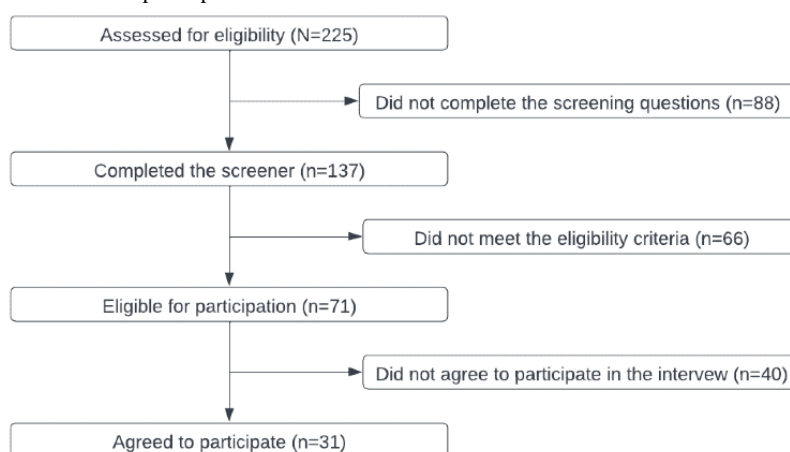 Assessed for eligibility (N=225)
Did not complete the screening questions (n=88)
Completed the screener (n=137)
Did not meet the eligibility criteria (n=66)
Eligible for participation (n=71)
Did not agree to participate in the intervew (n=40)
Agreed to participate (n=31)